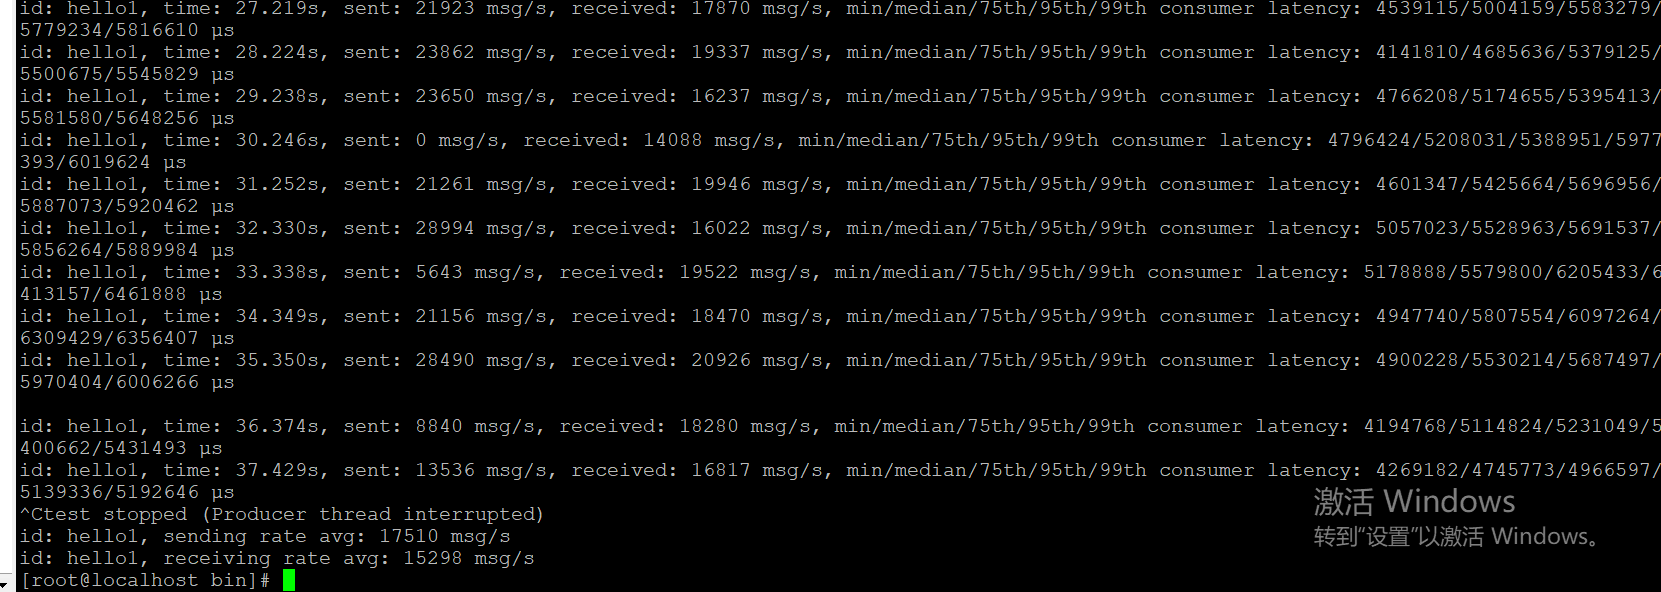 id: hello1, time: 27.219s, sent: 21923 msg/s, received: 17870 msg/s, min/median/75th/95th/99th consumer latency: 4539115/5004159/5583279/
5779234/5816610 µs
id: hello1, time: 28.224s, sent: 23862 msg/s, received: 19337 msg/s, min/median/75th/95th/99th consumer latency: 4141810/4685636/5379125/
5500675/5545829 µs
id: hello1, time: 29.238s, sent: 23650 msg/s, received: 16237 msg/s, min/median/75th/95th/99th consumer latency: 4766208/5174655/5395413/
5581580/5648256 µs
id: hello1, time: 30.246s, sent: 0 msg/s, received: 14088 msg/s, min/median/75th/95th/99th consumer latency: 4796424/5208031/5388951/5977
393/6019624 µs
id: hello1, time: 31.252s, sent: 21261 msg/s, received: 19946 msg/s, min/median/75th/95th/99th consumer latency: 4601347/5425664/5696956/
5887073/5920462 µs
id: hello1, time: 32.330s, sent: 28994 msg/s, received: 16022 msg/s, min/median/75th/95th/99th consumer latency: 5057023/5528963/5691537/
5856264/5889984 µs
id: hello1, time: 33.338s, sent: 5643 msg/s, received: 19522 msg/s, min/median/75th/95th/99th consumer latency: 5178888/5579800/6205433/6
413157/6461888 µs
id: hello1, time: 34.349s, sent: 21156 msg/s, received: 18470 msg/s, min/median/75th/95th/99th consumer latency: 4947740/5807554/6097264/
6309429/6356407 µs
id: hello1, time: 35.350s, sent: 28490 msg/s, received: 20926 msg/s, min/median/75th/95th/99th consumer latency: 4900228/5530214/5687497/
5970404/6006266 µs
id: hello1, time: 36.374s, sent: 8840 msg/s, received: 18280 msg/s, min/median/75th/95th/99th consumer latency: 4194768/5114824/5231049/5
400662/5431493 µs
id: hello1, time: 37.429s, sent: 13536 msg/s, received: 16817 msg/s, min/median/75th/95th/99th consumer latency: 4269182/4745773/4966597/
5139336/5192646 µs
^Ctest stopped (Producer thread interrupted)
id: hello1, sending rate avg: 17510 msg/s
id: hello1, receiving rate avg: 15298 msg/s
[root@localhost bin]#
激活 Windows
转到“设置”以激活 Windows。